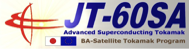 JT-60SA
Advanced Superconducting Tokamak
BA-Satellite Tokamak Program